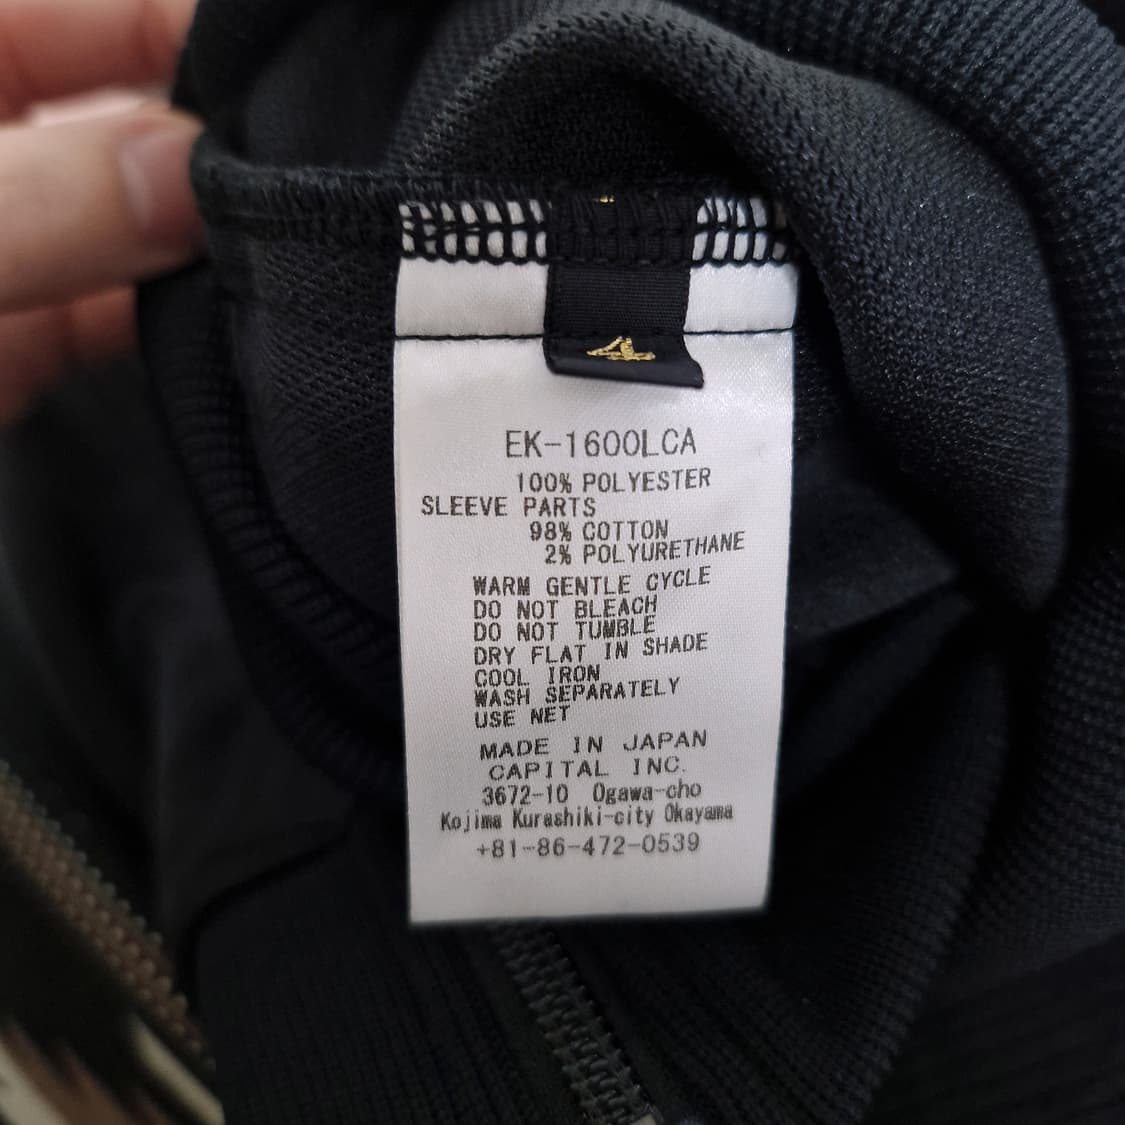 4
EK-1600LCA
100% POLYESTER
SLEEVE PARTS
98% COTTON
2% POLYURETHANE
WARM GENTLE CYCLE
DO NOT BLEACH
DO NOT TUMBLE
DRY FLAT IN SHADE
COOL IRON
WASH SEPARATELY
USE NET
MADE IN JAPAN
CAPITAL INC.
3672-10 Ogawa-cho
Kojima Kurashiki-city Okayama
+81-86-472-0539